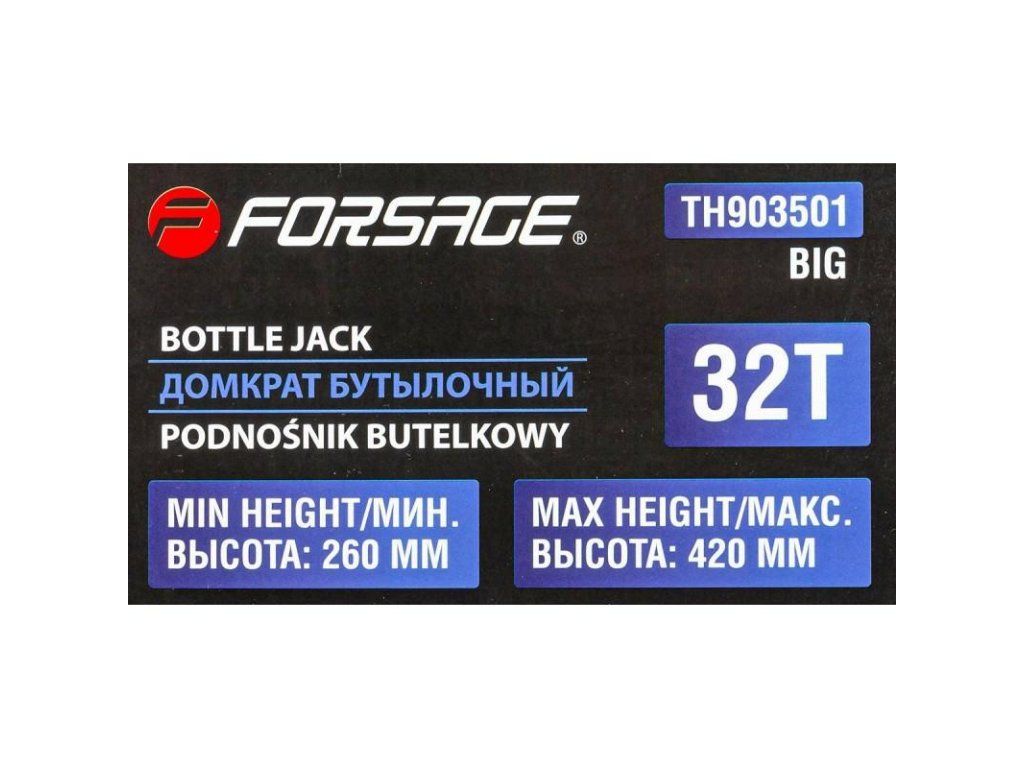 FORSAGE®
TH903501
BIG
BOTTLE JACK
ДОМКРАТ БУТЫЛОЧНЫЙ
PODNOŚNIK BUTELKOWY
32T
MIN HEIGHT/МИН.
ВЫСОТА: 260 ММ
MAX HEIGHT/МАКС.
ВЫСОТА: 420 ММ